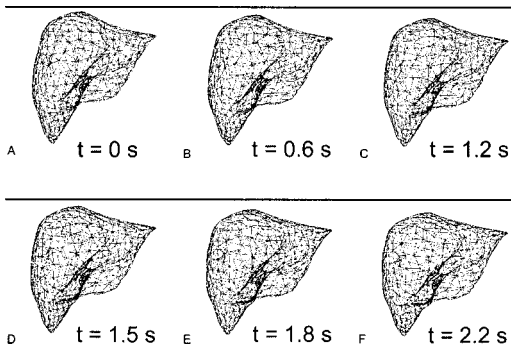 A t = 0 s
B t = 0.6 s
C t = 1.2 s
D t = 1.5 s
E t = 1.8 s
F t = 2.2 s